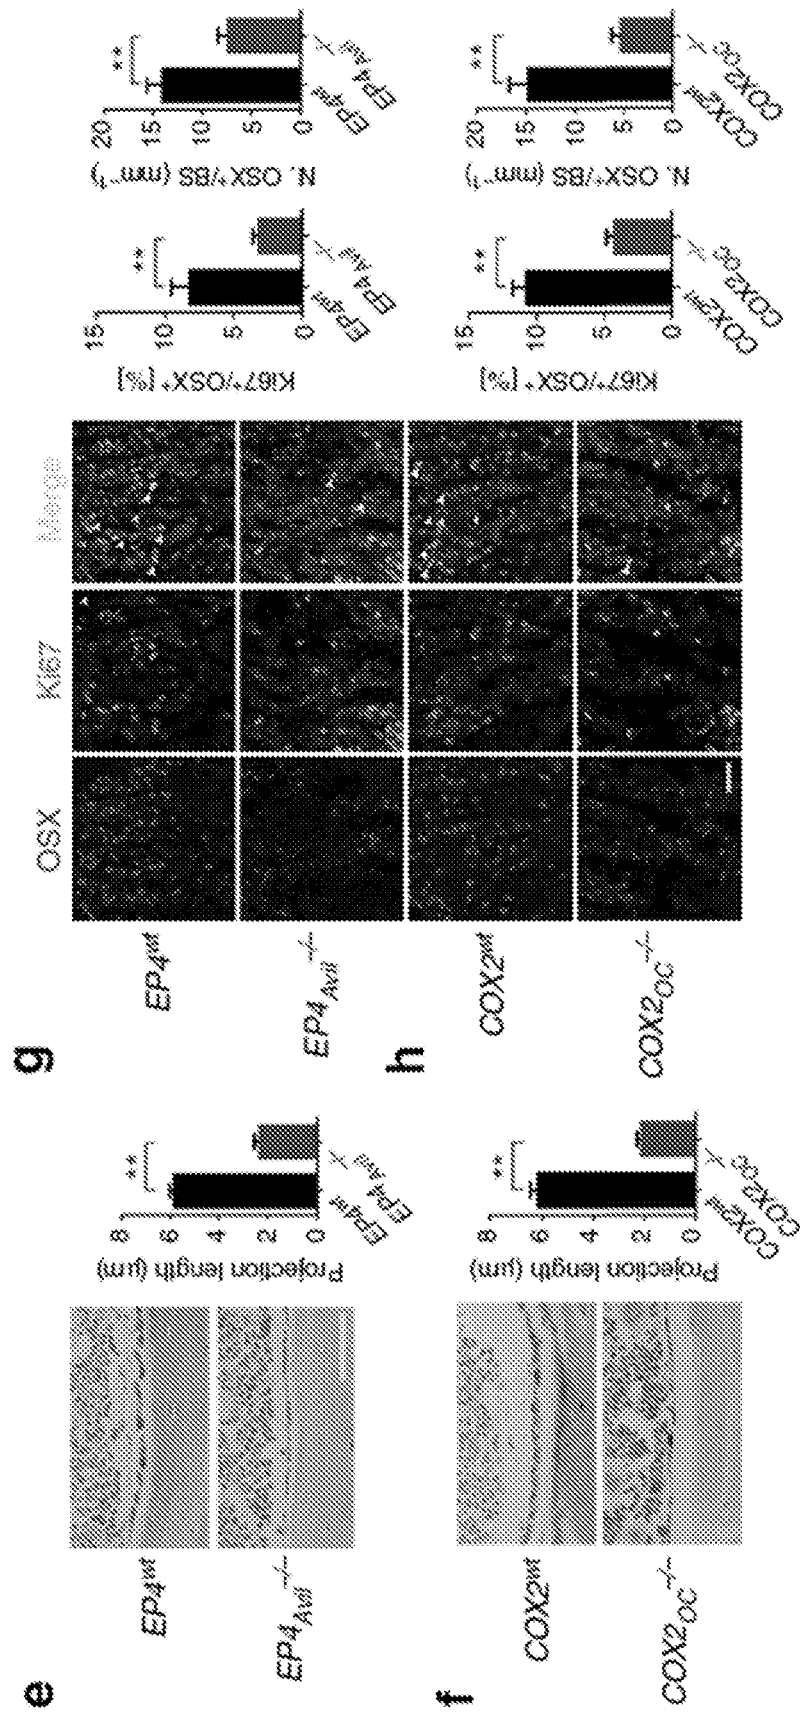 e
EP4wt
EP4Avil−/−
Projection length (μm)
8
6
4
2
0
**
EP4wt
EP4Avil−/−
f
COX2wt
COX2OC−/−
Projection length (μm)
8
6
4
2
0
**
COX2wt
COX2OC−/−
g
OSX
Ki67
Merge
EP4wt
EP4Avil−/−
Ki67+/OSX+ [%]
15
10
5
0
**
EP4wt
EP4Avil−/−
N. OSX+/BS (mm−1)
20
15
10
5
0
**
EP4wt
EP4Avil−/−
h
COX2wt
COX2OC−/−
Ki67+/OSX+ [%]
15
10
5
0
**
COX2wt
COX2OC−/−
N. OSX+/BS (mm−1)
20
15
10
5
0
**
COX2wt
COX2OC−/−